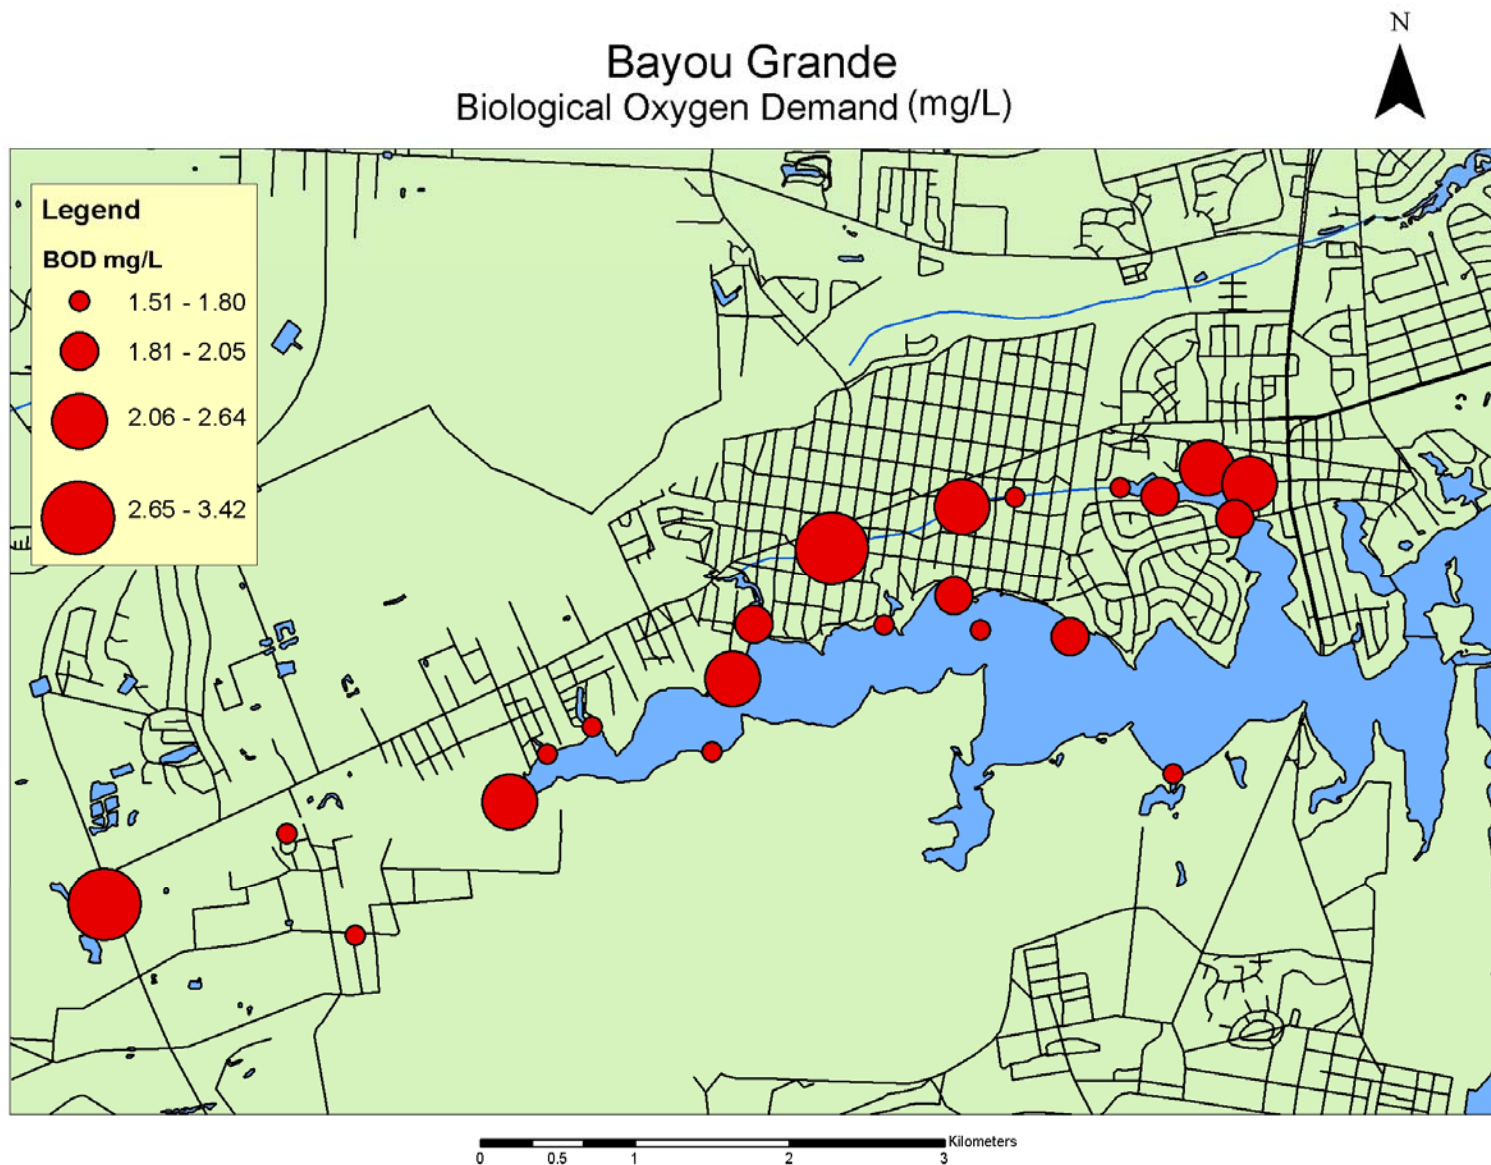 N
Bayou Grande
Biological Oxygen Demand (mg/L)
Legend
BOD mg/L
1.51 - 1.80
1.81 - 2.05
2.06 - 2.64
2.65 - 3.42
Kilometers
0 0.5 1 2 3